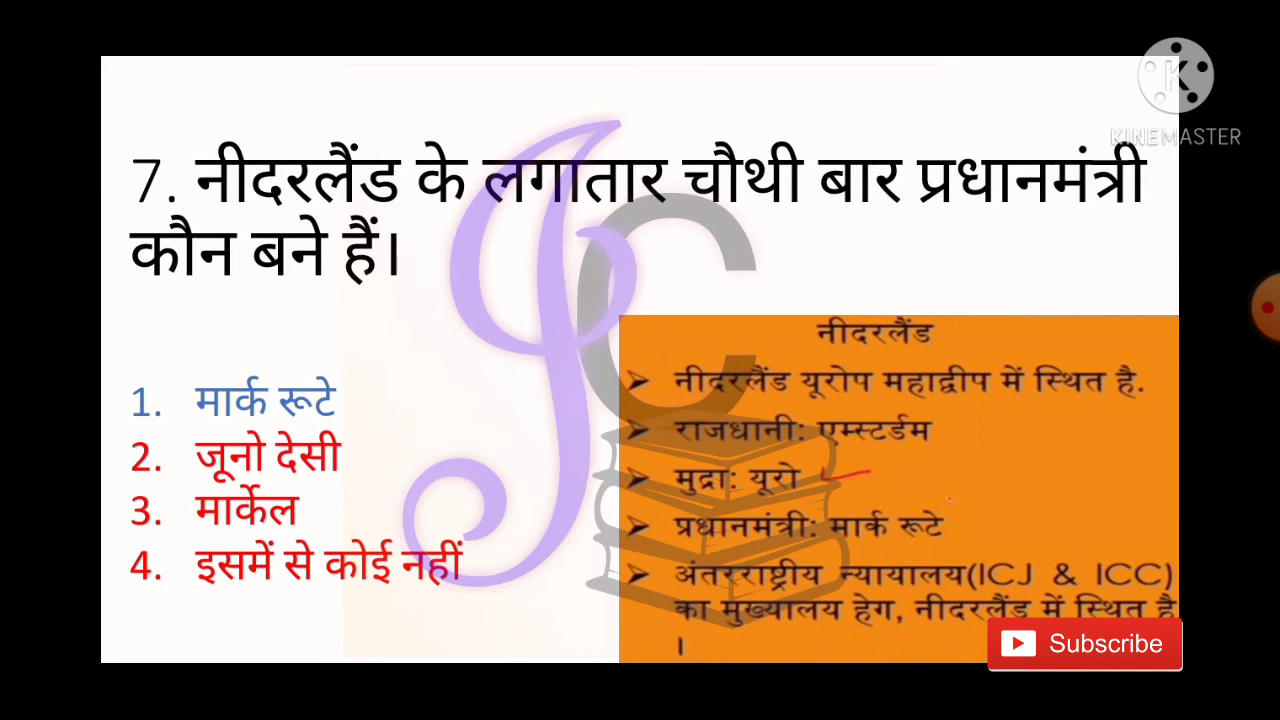 KINEMASTER
7. नीदरलैंड के लगातार चौथी बार प्रधानमंत्री
कौन बने हैं।
1. मार्क रूटे
2. जूनो देसी
3. मार्केल
4. इसमें से कोई नहीं
नीदरलैंड
➤ नीदरलैंड यूरोप महाद्वीप में स्थित है.
➤ राजधानी: एम्स्टर्डम
➤ मुद्रा: यूरो
➤ प्रधानमंत्री: मार्क रूटे
➤ अंतरराष्ट्रीय न्यायालय(ICJ & ICC)
का मुख्यालय हेग, नीदरलैंड में स्थित है
।
Subscribe